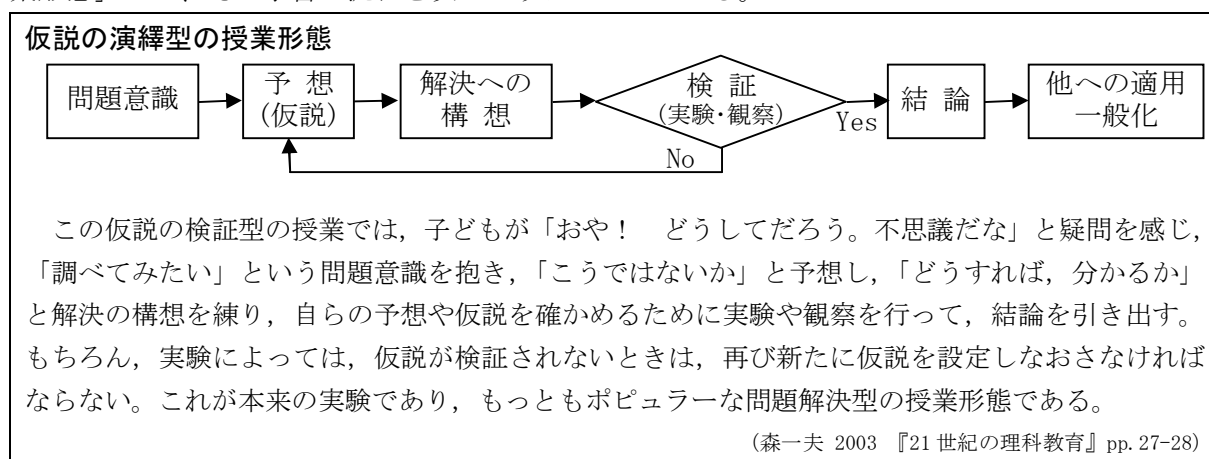 仮説の演繹型の授業形態
問題意識
予 想
(仮説)
解決への
構 想
検 証
(実験・観察)
Yes
No
結 論
他への適用
一般化
この仮説の検証型の授業では，子どもが「おや！　どうしてだろう。不思議だな」と疑問を感じ，
「調べてみたい」という問題意識を抱き，「こうではないか」と予想し，「どうすれば，分かるか」
と解決の構想を練り，自らの予想や仮説を確かめるために実験や観察を行って，結論を引き出す。
もちろん，実験によっては，仮説が検証されないときは，再び新たに仮説を設定しなおさなければ
ならない。これが本来の実験であり，もっともポピュラーな問題解決型の授業形態である。
(森一夫 2003 『21 世紀の理科教育』pp.27-28)